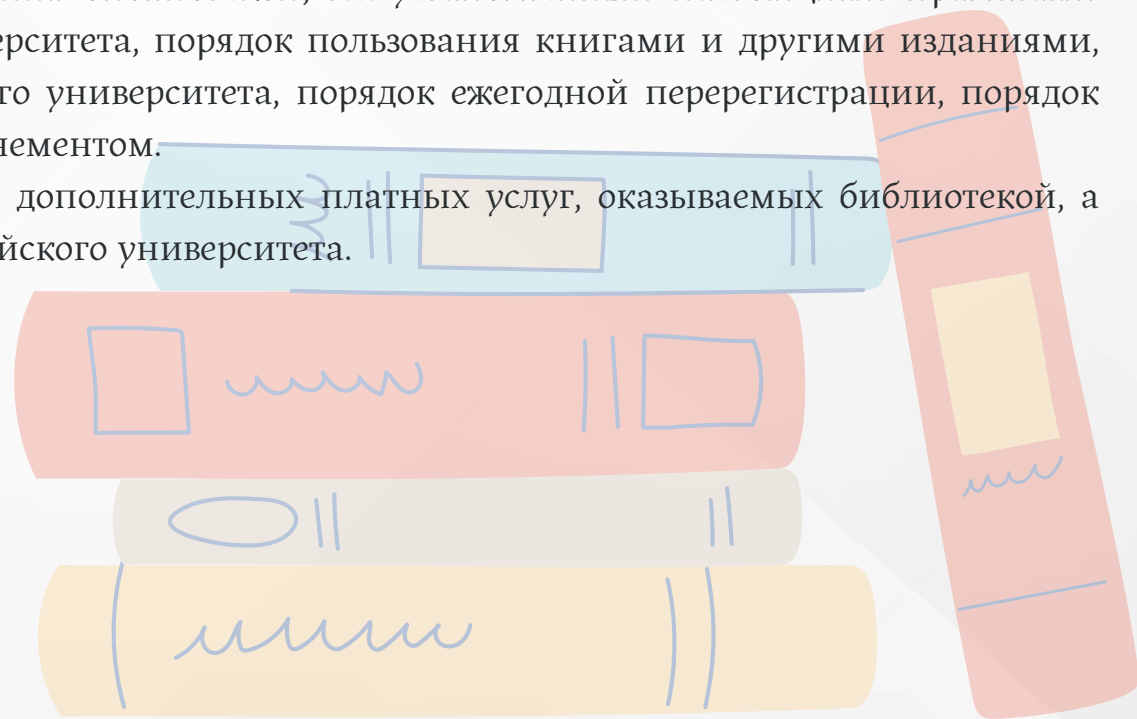 ерситета, порядок пользования книгами и другими изданиями,
го университета, порядок ежегодной перерегистрации, порядок
нементом.
дополнительных платных услуг, оказываемых библиотекой, а
йского университета.